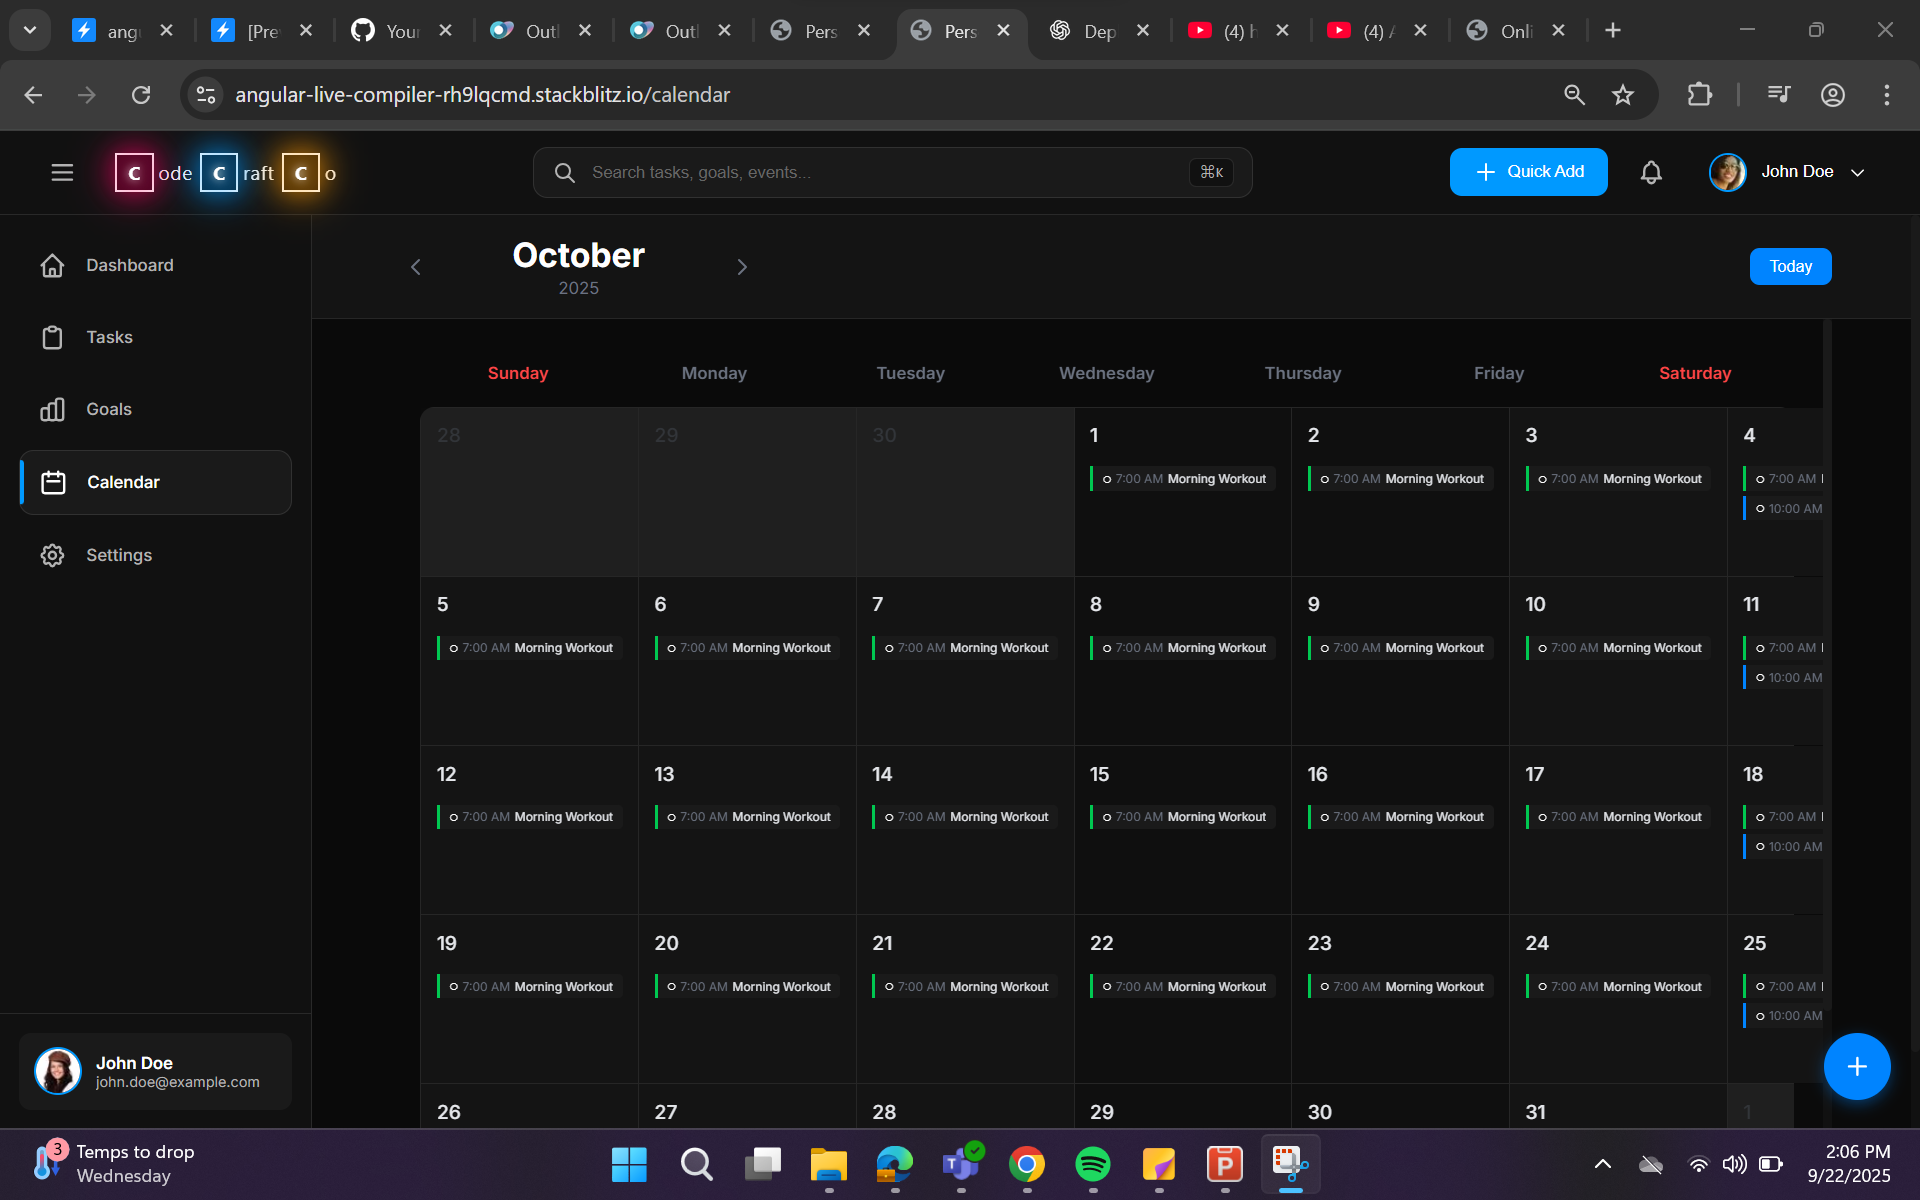 angu
[Pre
Your
Outl
Outl
Pers
Pers
Dep
(4) h
(4) A
Onli
angular-live-compiler-rh9lqcmd.stackblitz.io/calendar
C ode C raft C o
Search tasks, goals, events...
⌘K
+ Quick Add
John Doe
Dashboard
Tasks
Goals
Calendar
Settings
October
2025
Today
Sunday Monday Tuesday Wednesday Thursday Friday Saturday
28 29 30 1 2 3 4
7:00 AM Morning Workout 7:00 AM Morning Workout 7:00 AM Morning Workout 7:00 AM
10:00 AM
5 6 7 8 9 10 11
7:00 AM Morning Workout 7:00 AM Morning Workout 7:00 AM Morning Workout 7:00 AM Morning Workout 7:00 AM Morning Workout 7:00 AM Morning Workout 7:00 AM
10:00 AM
12 13 14 15 16 17 18
7:00 AM Morning Workout 7:00 AM Morning Workout 7:00 AM Morning Workout 7:00 AM Morning Workout 7:00 AM Morning Workout 7:00 AM Morning Workout 7:00 AM
10:00 AM
19 20 21 22 23 24 25
7:00 AM Morning Workout 7:00 AM Morning Workout 7:00 AM Morning Workout 7:00 AM Morning Workout 7:00 AM Morning Workout 7:00 AM Morning Workout 7:00 AM
10:00 AM
26 27 28 29 30 31 1
John Doe
john.doe@example.com
3
Temps to drop
Wednesday
2:06 PM
9/22/2025